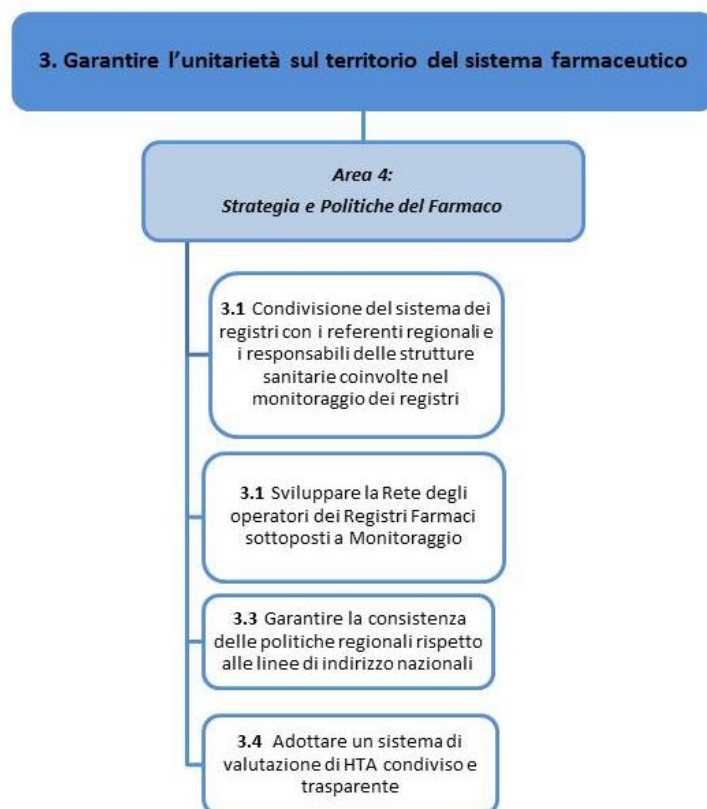 3. Garantire l'unitarietà sul territorio del sistema farmaceutico
Area 4:
Strategia e Politiche del Farmaco
3.1 Condivisione del sistema dei
registri con i referenti regionali e
i responsabili delle strutture
sanitarie coinvolte nel
monitoraggio dei registri
3.1 Sviluppare la Rete degli
operatori dei Registri Farmaci
sottoposti a Monitoraggio
3.3 Garantire la consistenza
delle politiche regionali rispetto
alle linee di indirizzo nazionali
3.4 Adottare un sistema di
valutazione di HTA condiviso e
trasparente